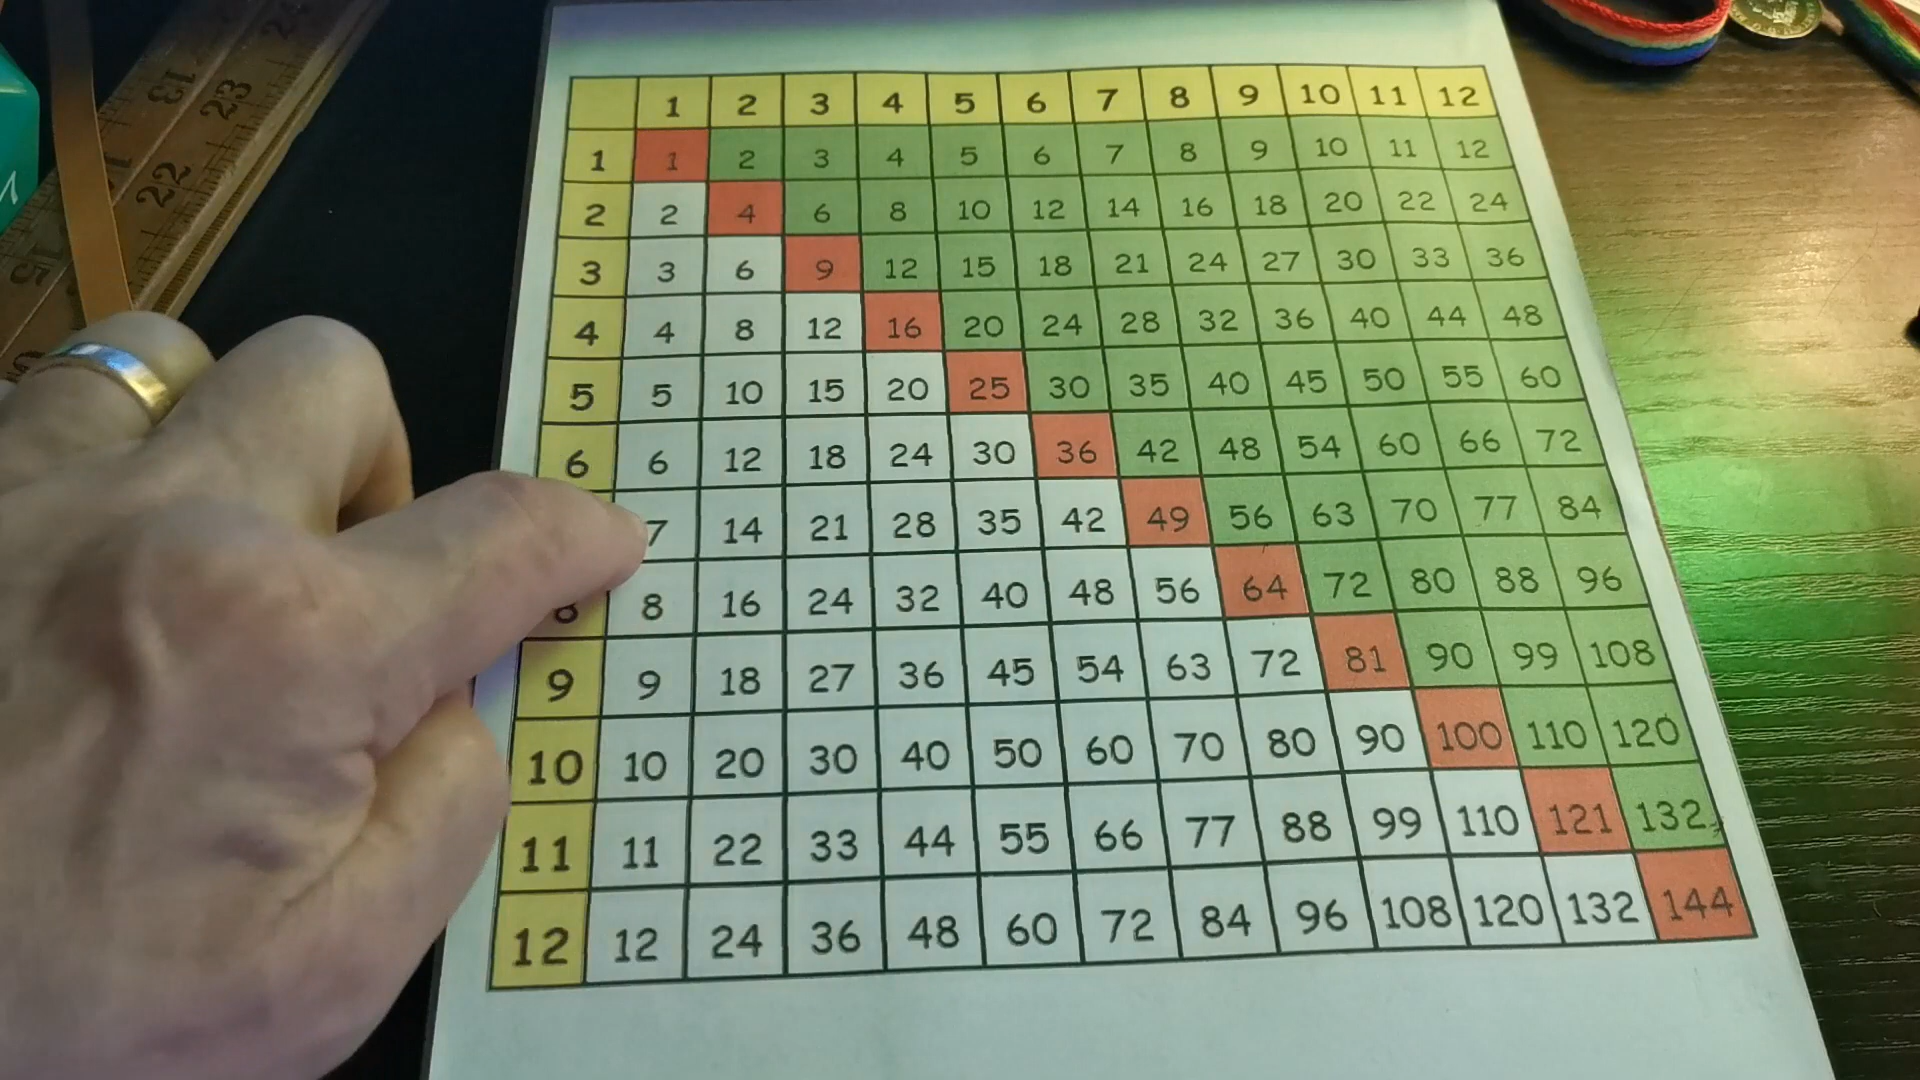 1 2 3 4 5 6 7 8 9 10 11 12
1 1 2 3 4 5 6 7 8 9 10 11 12
2 2 4 6 8 10 12 14 16 18 20 22 24
3 3 6 9 12 15 18 21 24 27 30 33 36
4 4 8 12 16 20 24 28 32 36 40 44 48
5 5 10 15 20 25 30 35 40 45 50 55 60
6 6 12 18 24 30 36 42 48 54 60 66 72
7 14 21 28 35 42 49 56 63 70 77 84
8 8 16 24 32 40 48 56 64 72 80 88 96
9 9 18 27 36 45 54 63 72 81 90 99 108
10 10 20 30 40 50 60 70 80 90 100 110 120
11 11 22 33 44 55 66 77 88 99 110 121 132
12 12 24 36 48 60 72 84 96 108 120 132 144
24
13 23
22
15